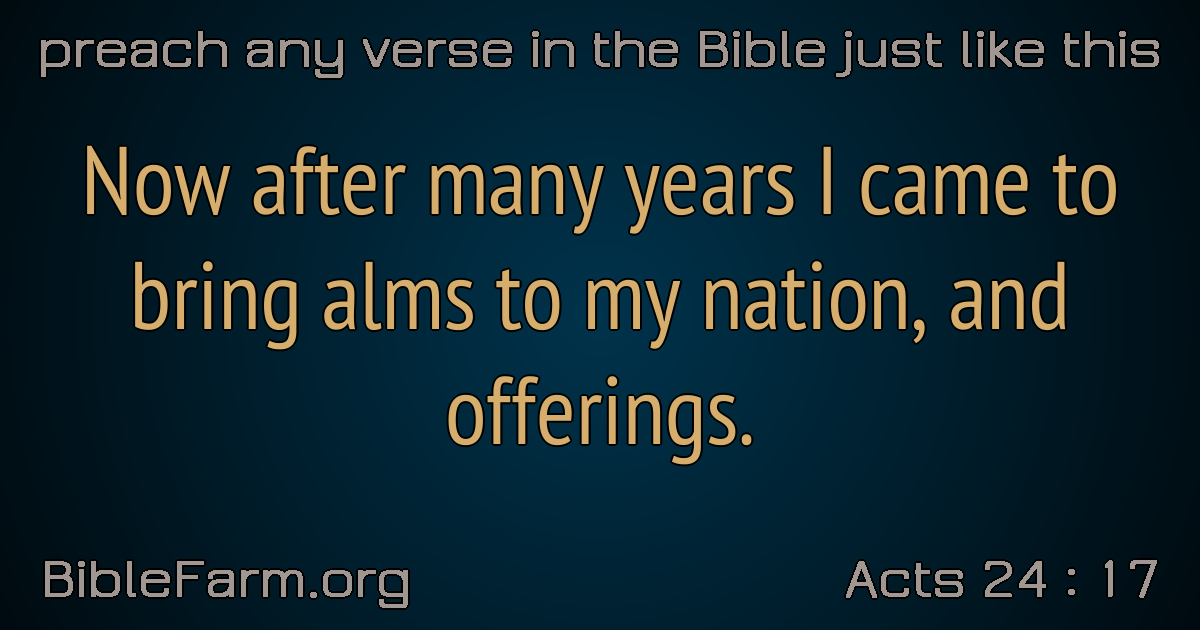 preach any verse in the Bible just like this
Now after many years I came to
bring alms to my nation, and
offerings.
BibleFarm.org
Acts 24 : 17